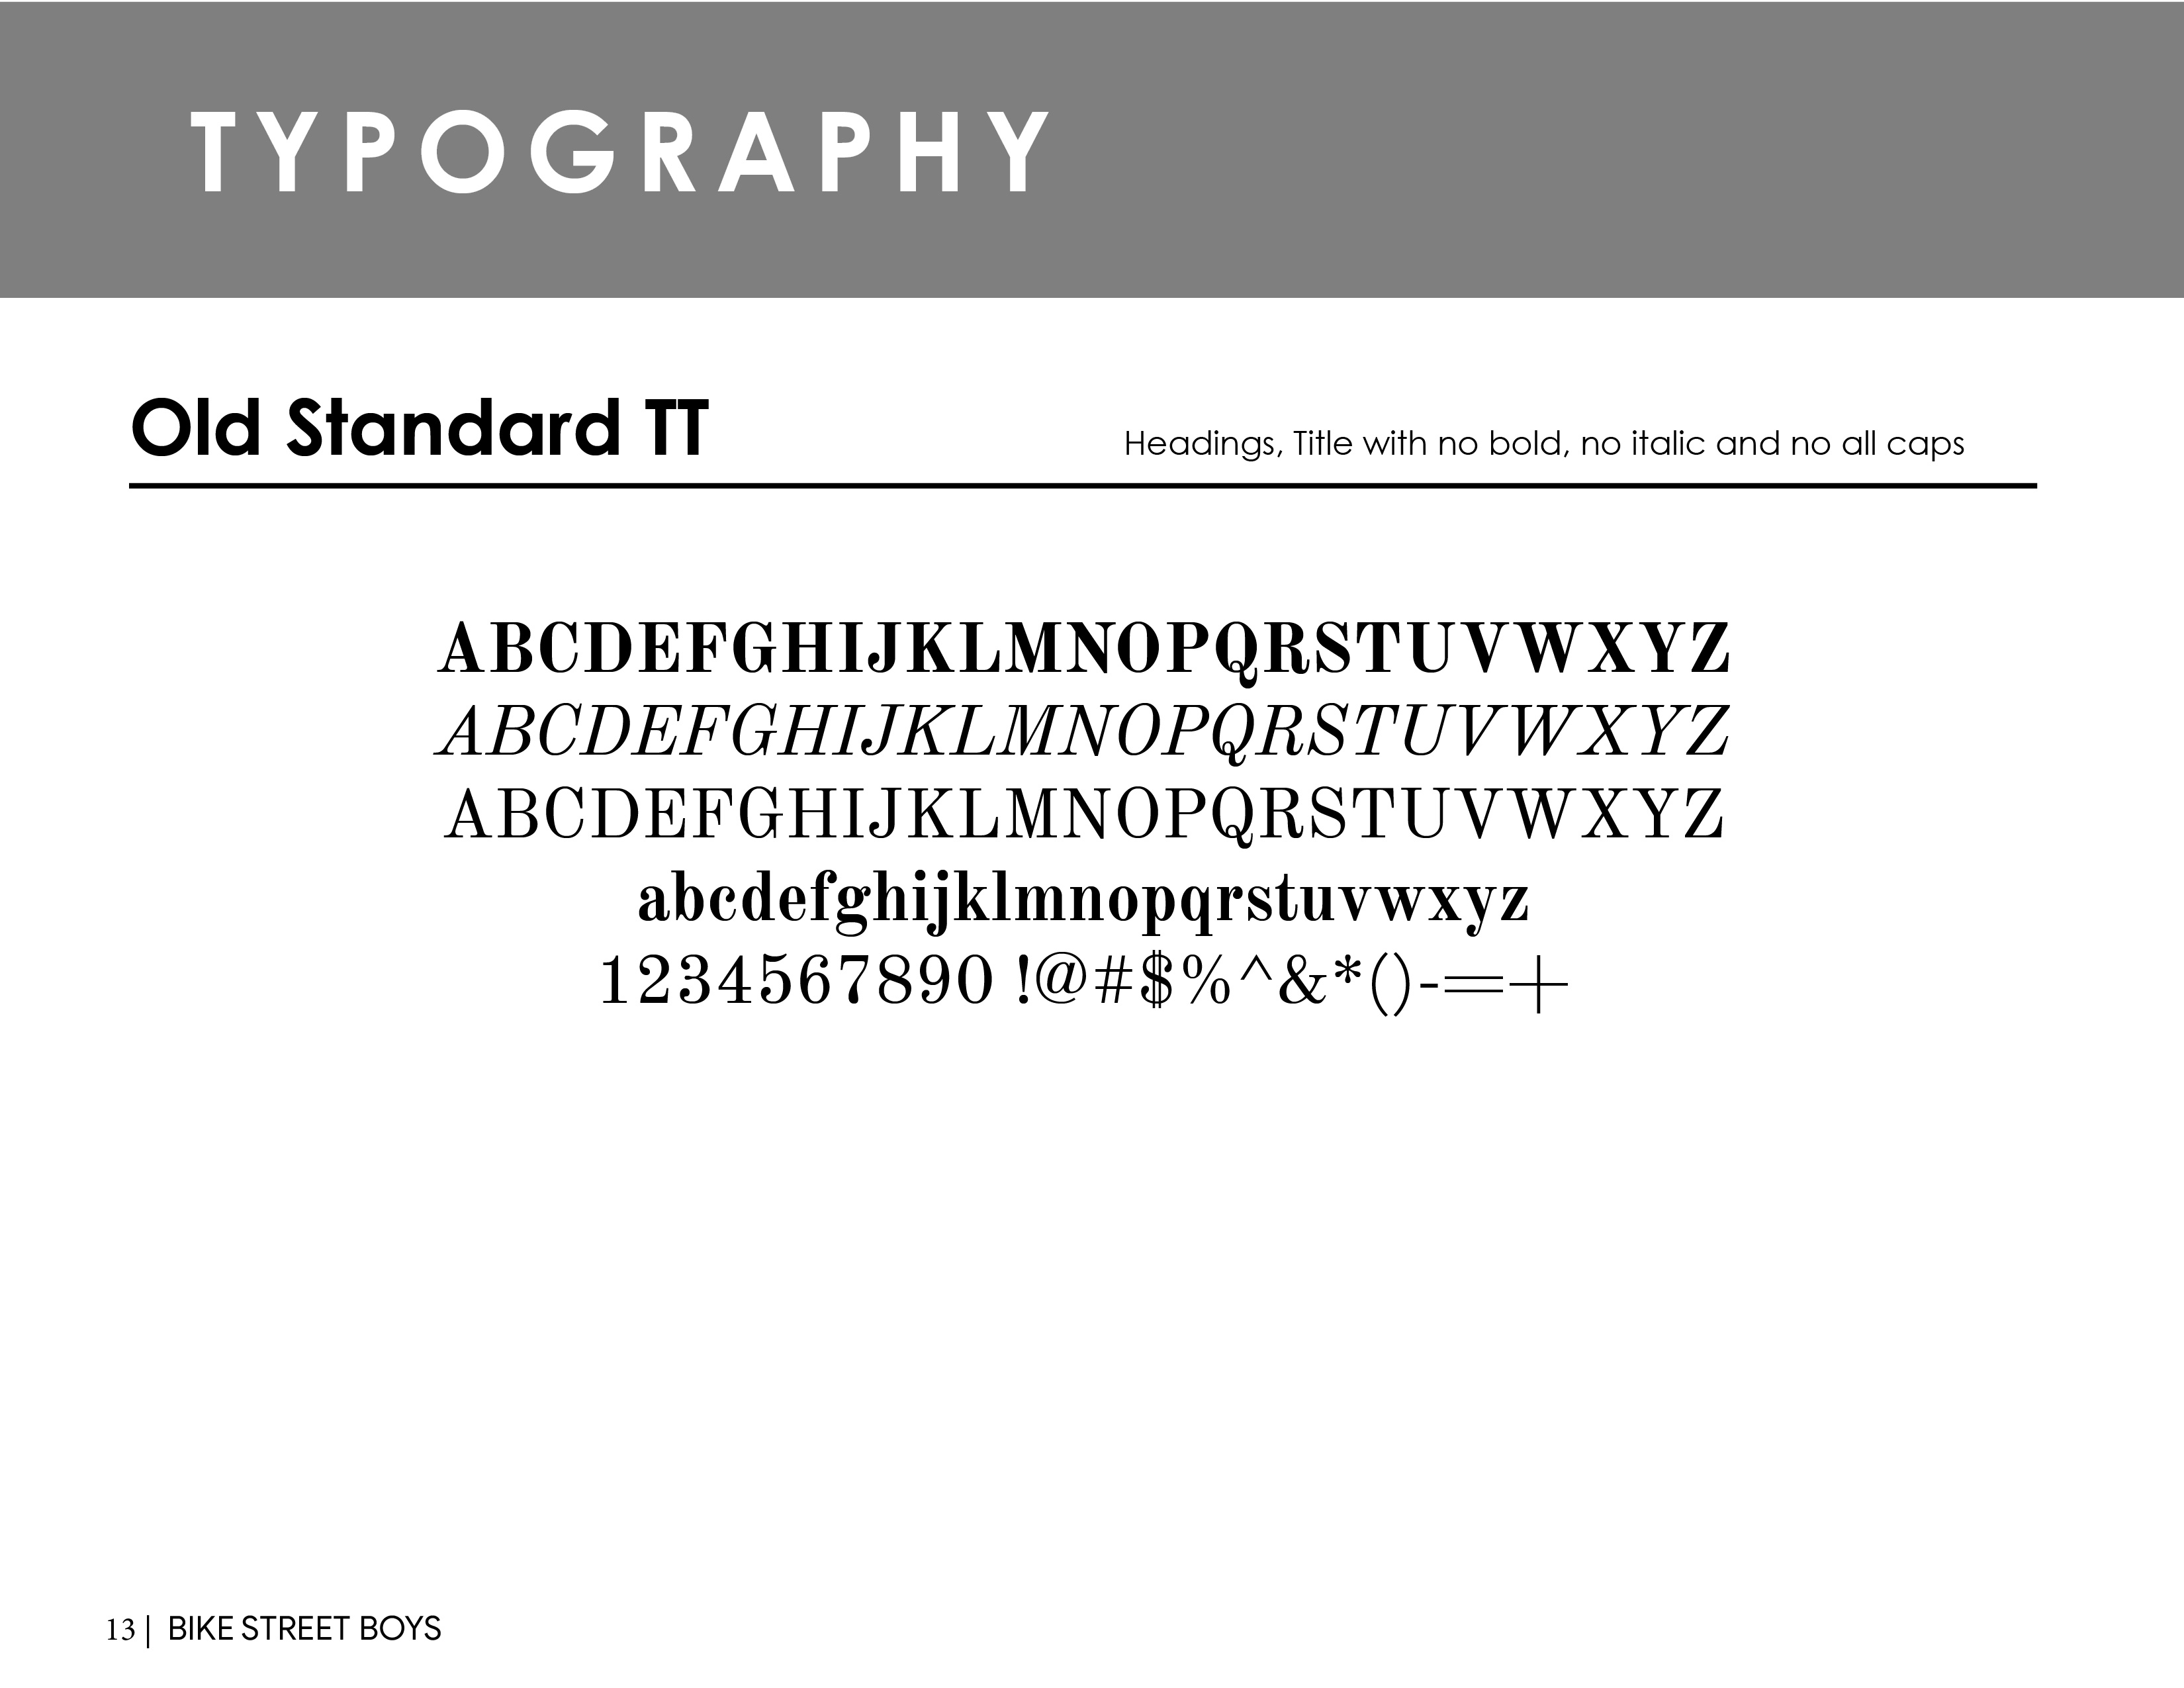 TYPOGRAPHY
Old Standard TT
Headings, Title with no bold, no italic and no all caps
ABCDEFGHIJKLMNOPQRSTUVWXYZ
ABCDEFGHIJKLMNOPQRSTUVWXYZ
ABCDEFGHIJKLMNOPQRSTUVWXYZ
abcdefghijklmnopqrstuvwxyz
1234567890 !@#$%^&*()-=+
13| BIKE STREET BOYS